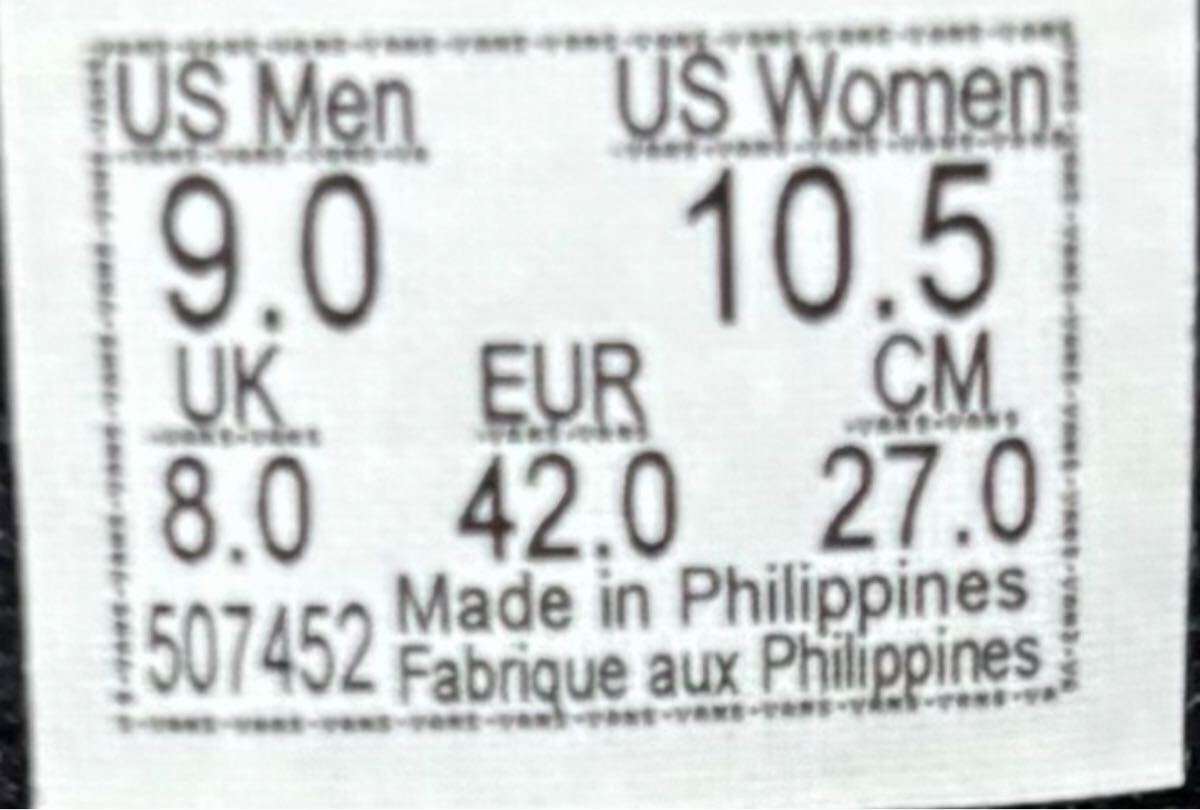 US Men US Women
9.0 10.5
UK EUR CM
8.0 42.0 27.0
507452 Made in Philippines
Fabrique aux Philippines